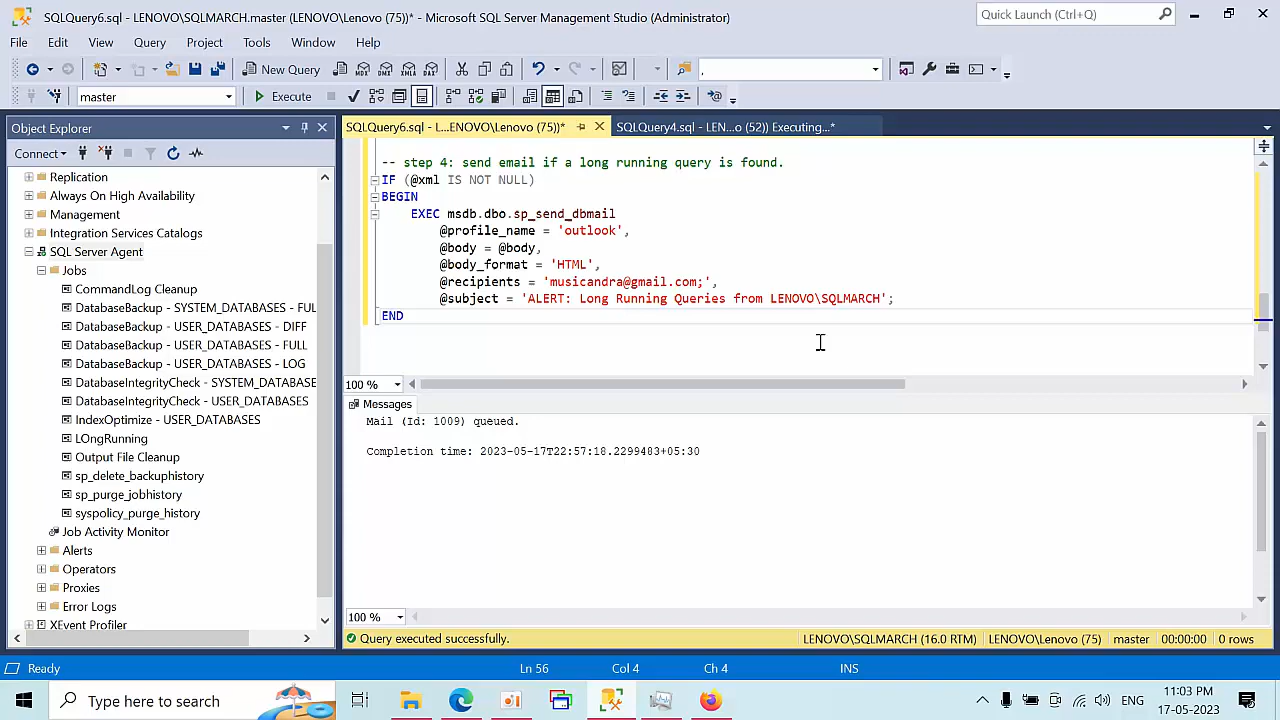 SQLQuery6.sql - LENOVO\SQLMARCH.master (LENOVO\Lenovo (75))* - Microsoft SQL Server Management Studio (Administrator)
Quick Launch (Ctrl+Q)
File Edit View Query Project Tools Window Help
New Query
MDX DMX XMLA DAX
,
master
Execute
Object Explorer
SQLQuery6.sql - L...ENOVO\Lenovo (75))*
SQLQuery4.sql - LEN...o (52)) Executing...*
Connect
Replication
Always On High Availability
Management
Integration Services Catalogs
SQL Server Agent
Jobs
CommandLog Cleanup
DatabaseBackup - SYSTEM_DATABASES - FUL
DatabaseBackup - USER_DATABASES - DIFF
DatabaseBackup - USER_DATABASES - FULL
DatabaseBackup - USER_DATABASES - LOG
DatabaseIntegrityCheck - SYSTEM_DATABASE
DatabaseIntegrityCheck - USER_DATABASES
IndexOptimize - USER_DATABASES
LOngRunning
Output File Cleanup
sp_delete_backuphistory
sp_purge_jobhistory
syspolicy_purge_history
Job Activity Monitor
Alerts
Operators
Proxies
Error Logs
XEvent Profiler
-- step 4: send email if a long running query is found.
IF (@xml IS NOT NULL)
BEGIN
EXEC msdb.dbo.sp_send_dbmail
@profile_name = 'outlook',
@body = @body,
@body_format = 'HTML',
@recipients = 'musicandra@gmail.com;',
@subject = 'ALERT: Long Running Queries from LENOVO\SQLMARCH';
END
100 %
Messages
Mail (Id: 1009) queued.
Completion time: 2023-05-17T22:57:18.2299483+05:30
100 %
Query executed successfully.
LENOVO\SQLMARCH (16.0 RTM) LENOVO\Lenovo (75) master 00:00:00 0 rows
Ready
Ln 56 Col 4 Ch 4 INS
Type here to search
ENG
11:03 PM
17-05-2023